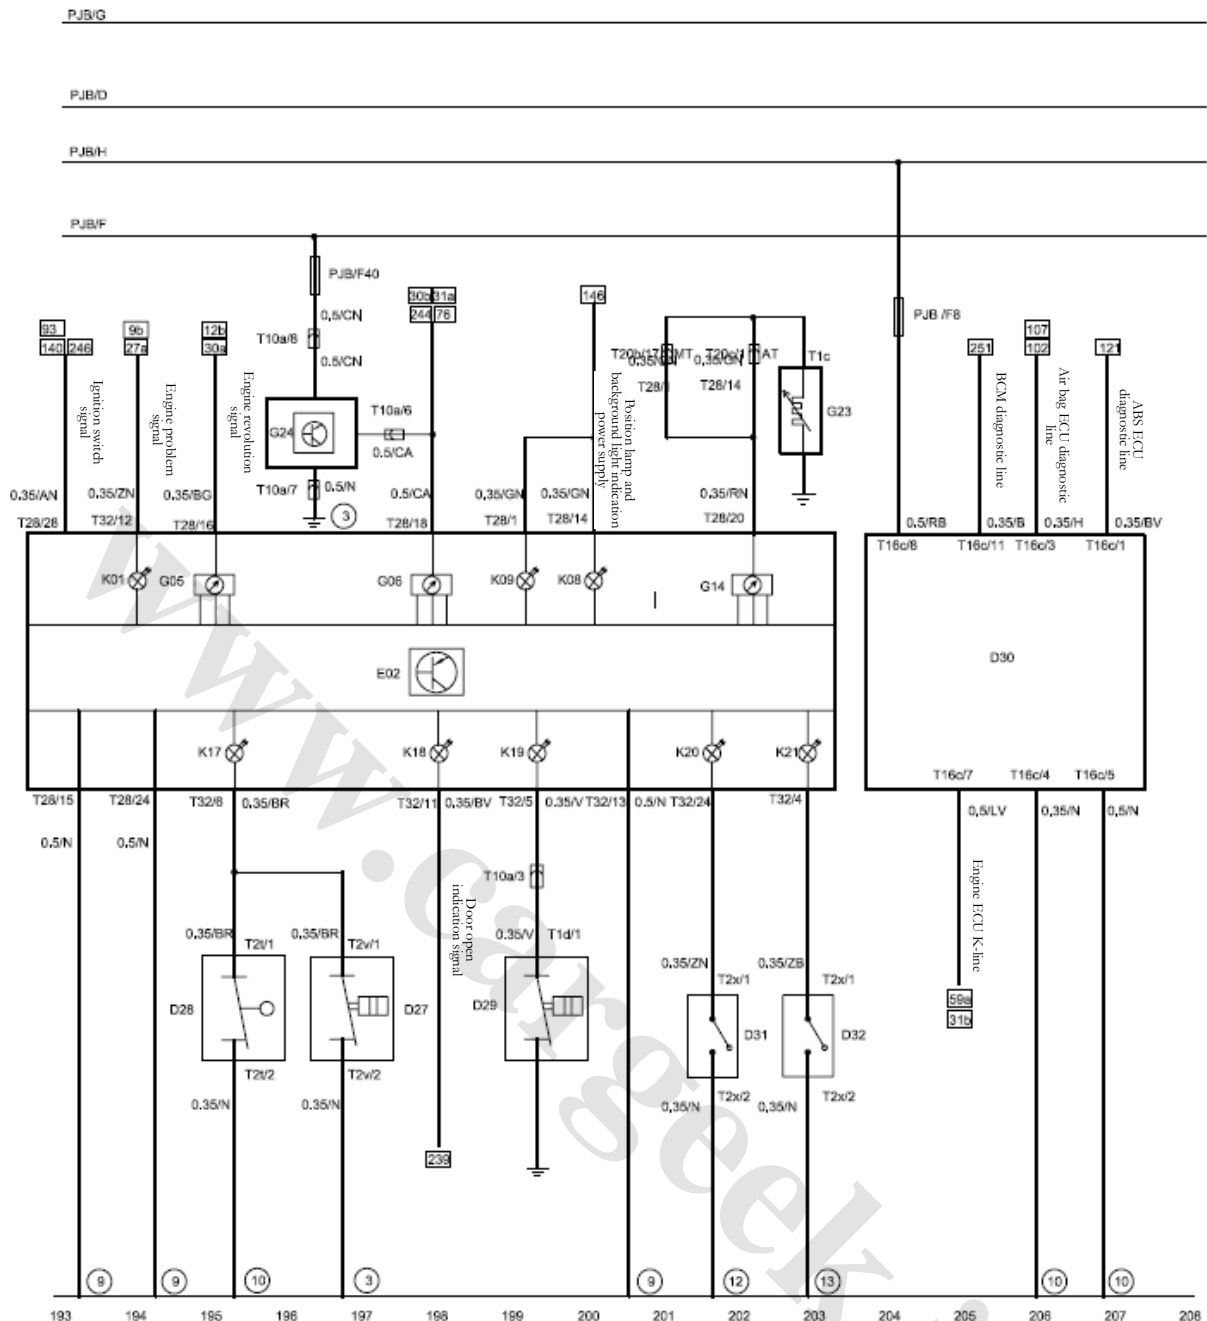 PJB/G
PJB/D
PJB/H
PJB/F
PJB/F40
0,5/CN
T10a/8
0.5/CN
30b 31a
244 76
146
PJB /F8
93
140 246
9b
27a
12b
30a
107
251 102 121
Ignition switch
signal
Engine problem
signal
Engine revolution
signal
T10a/6
G24
0.5/CA
T10a/7 0.5/N
3
Position lamp and
background light indication
power supply
T20b/17 MT T20c/1 AT T1c
0.35/GN
T28/14
G23
BCM diagnostic line
Air bag ECU diagnostic
line
ABS ECU
diagnostic line
0.35/AN 0.35/ZN 0.35/BG 0.5/CA 0,35/GN 0.35/GN 0.35/RN
T28/28 T32/12 T28/16 T28/18 T28/1 T28/14 T28/20
0.5/RB 0.35/B 0.35/H 0.35/BV
T16c/8 T16c/11 T16c/3 T16c/1
K01 G05 G06 K09 K08 G14
E02
D30
K17 K18 K19 K20 K21
T16c/7 T16c/4 T16c/5
T28/15 T28/24 T32/8 0.35/BR T32/11 0.35/BV T32/5 0.35/V T32/13 0.5/N T32/24 T32/4
0,5/LV 0,35/N 0,5/N
0.5/N 0.5/N
T10a/3
Door open
indication signal
Engine ECU K-line
0.35/BR T2t/1 0.35/BR T2v/1 0.35/V T1d/1
0.35/ZN T2x/1 0.35/ZB T2x/1
D28 D27 D29 D31 D32
59a
31b
T2t/2 T2v/2
0.35/N 0.35/N
T2x/2 T2x/2
0,35/N 0,35/N
239
9 9 10 3 9 12 13 10 10
193 194 195 196 197 198 199 200 201 202 203 204 205 206 207 208
www.cargeek